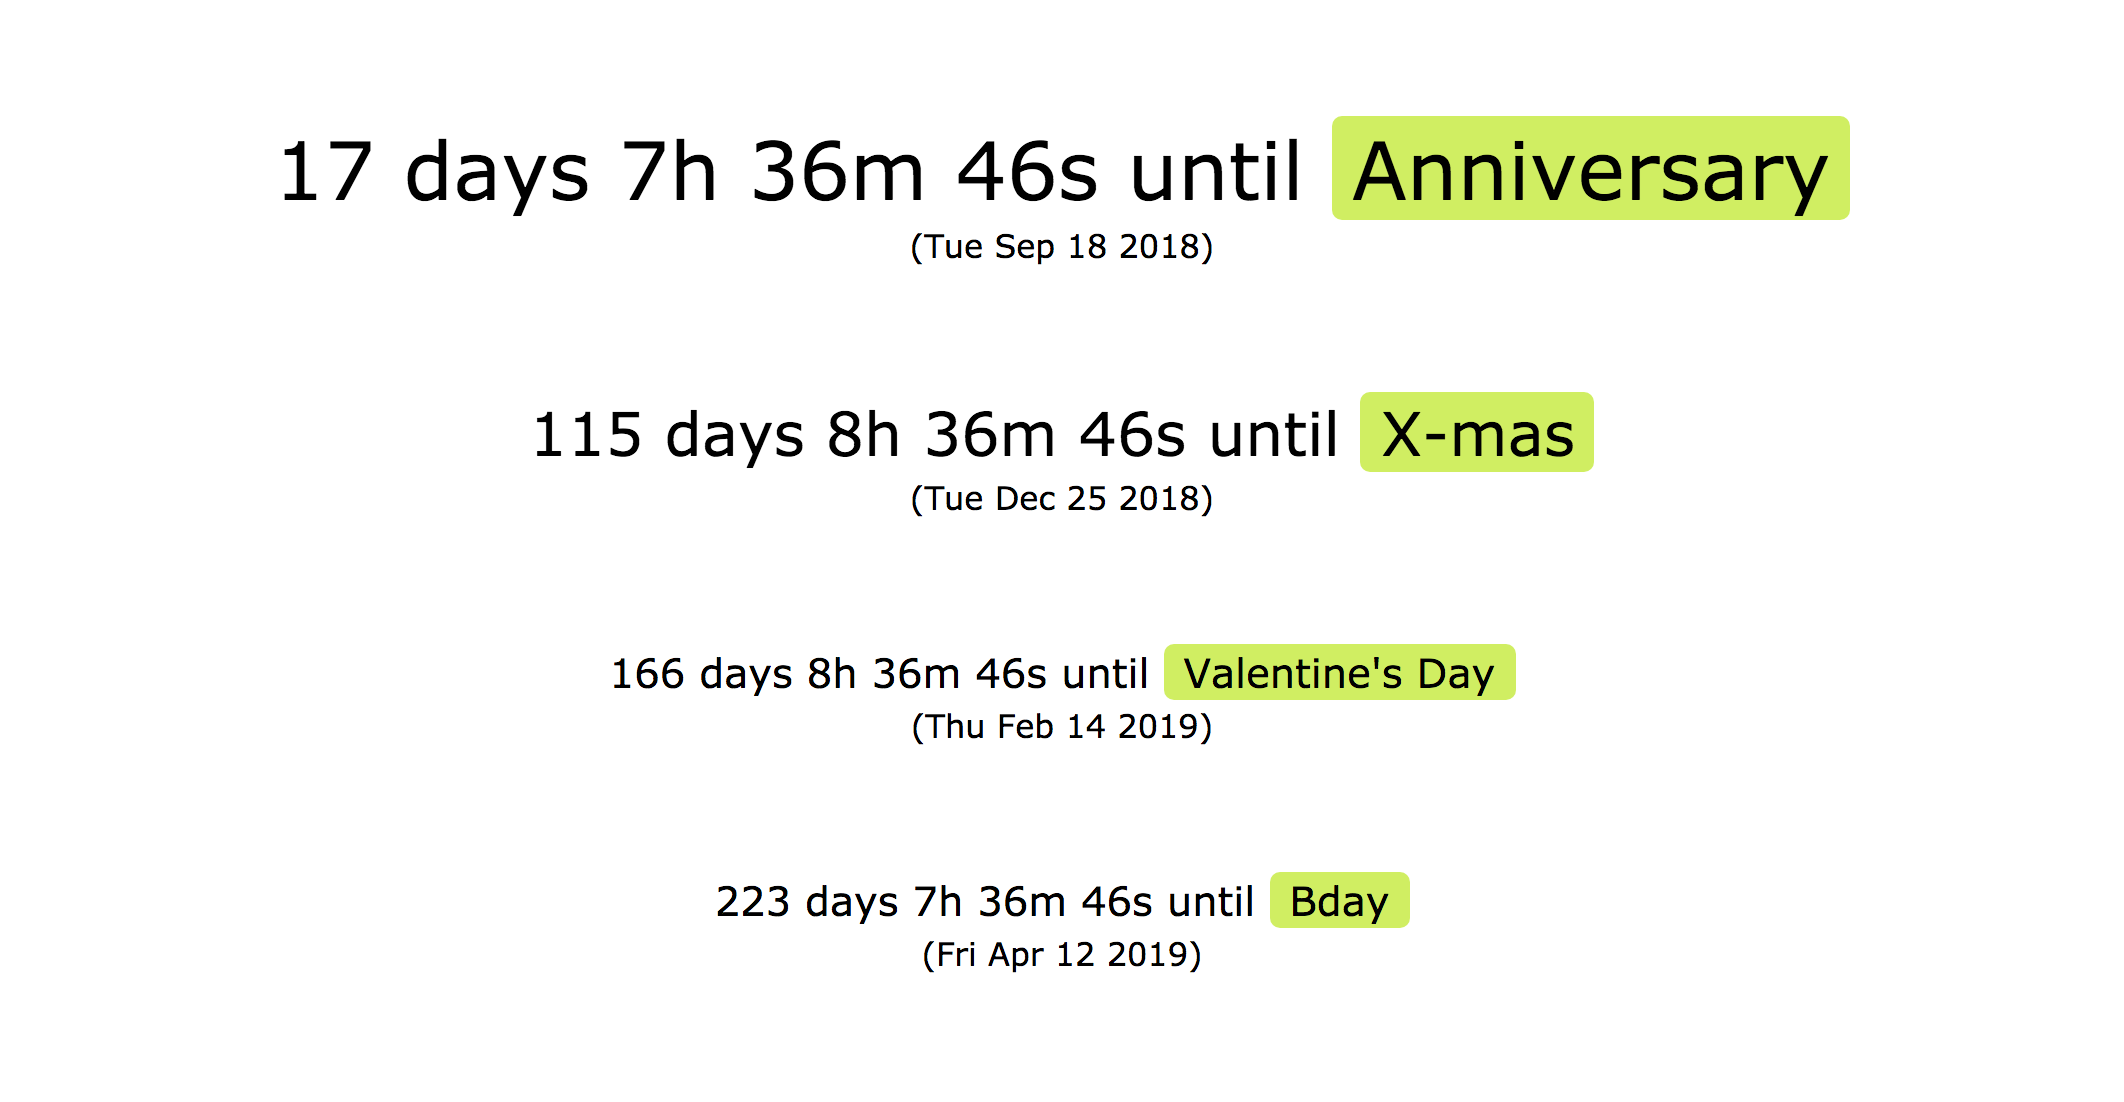 17 days 7h 36m 46s until Anniversary
(Tue Sep 18 2018)
115 days 8h 36m 46s until X-mas
(Tue Dec 25 2018)
166 days 8h 36m 46s until Valentine's Day
(Thu Feb 14 2019)
223 days 7h 36m 46s until Bday
(Fri Apr 12 2019)